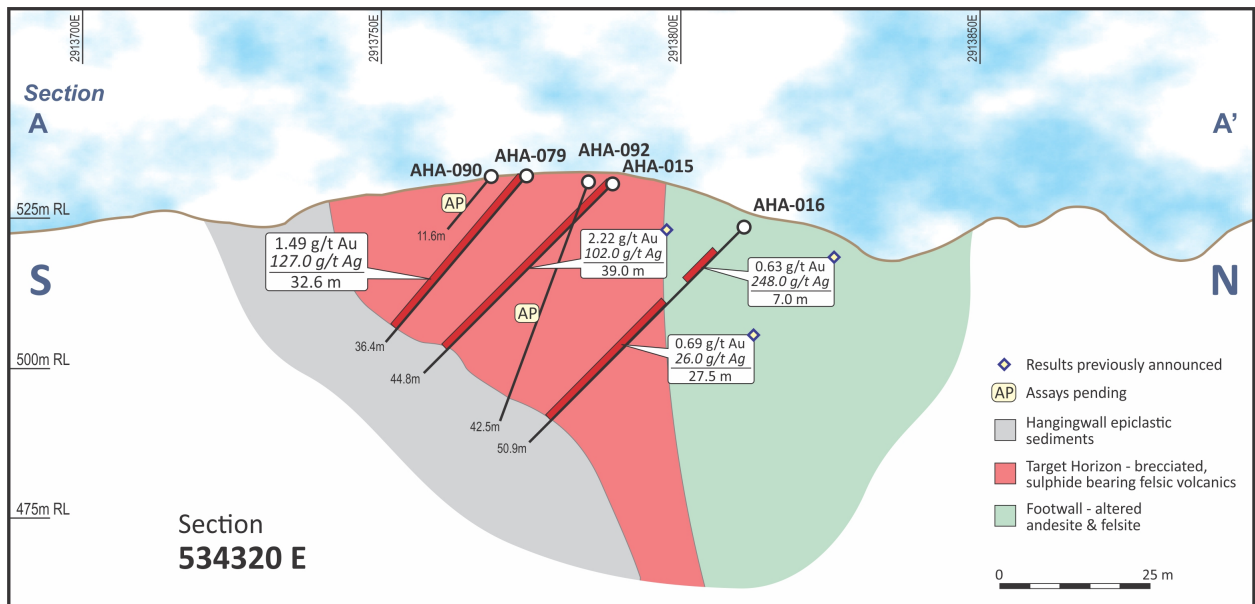 2913700E
2913750E
2913800E
2913850E
Section
A
A'
AHA-090
AHA-079
AHA-092
AHA-015
AHA-016
525m RL
500m RL
475m RL
S
N
AP
11.6m
1.49 g/t Au
127.0 g/t Ag
32.6 m
2.22 g/t Au
102.0 g/t Ag
39.0 m
0.63 g/t Au
248.0 g/t Ag
7.0 m
AP
0.69 g/t Au
26.0 g/t Ag
27.5 m
36.4m
44.8m
42.5m
50.9m
Results previously announced
AP Assays pending
Hangingwall epiclastic
sediments
Target Horizon - brecciated,
sulphide bearing felsic volcanics
Footwall - altered
andesite & felsite
Section
534320 E
0 25 m